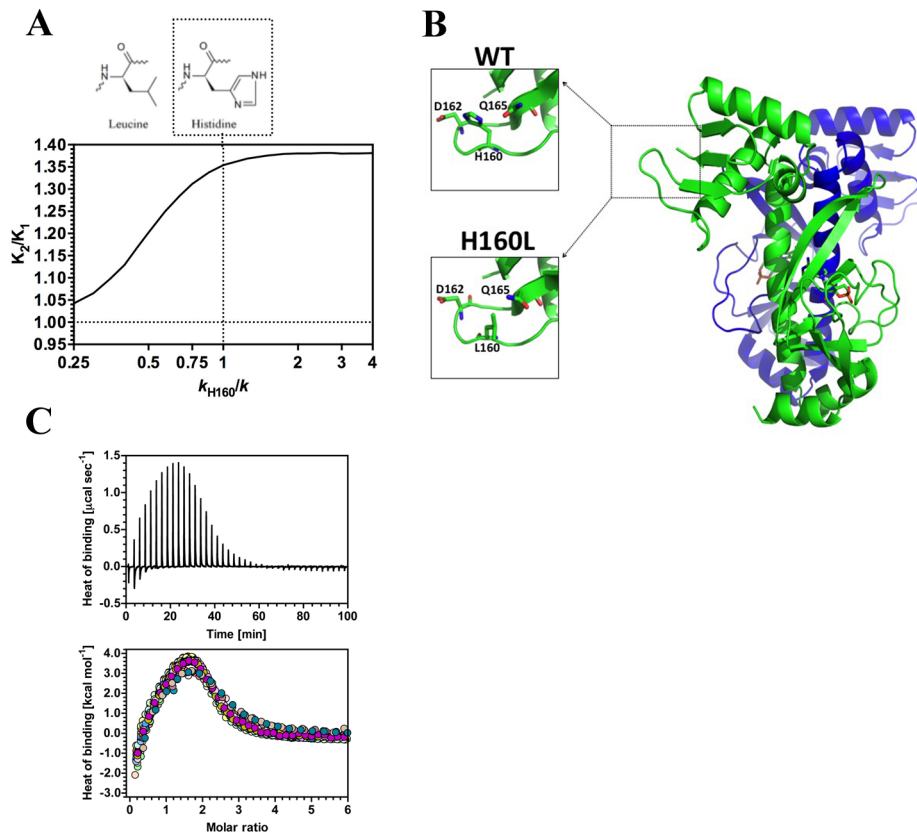 A
O
N
H
O
N
H
NH
N
Leucine
Histidine
1.40
1.35
1.30
1.25
1.20
1.15
1.10
1.05
1.00
0.95
K2/K1
0.25 0.5 0.75 1 2 3 4
kH160/k
B
WT
D162 Q165
H160
H160L
D162 Q165
L160
C
1.5
1.0
0.5
0.0
-0.5
Heat of binding [µcal sec-1]
0 20 40 60 80 100
Time [min]
4.0
3.0
2.0
1.0
0.0
-1.0
-2.0
-3.0
Heat of binding [kcal mol-1]
0 1 2 3 4 5 6
Molar ratio